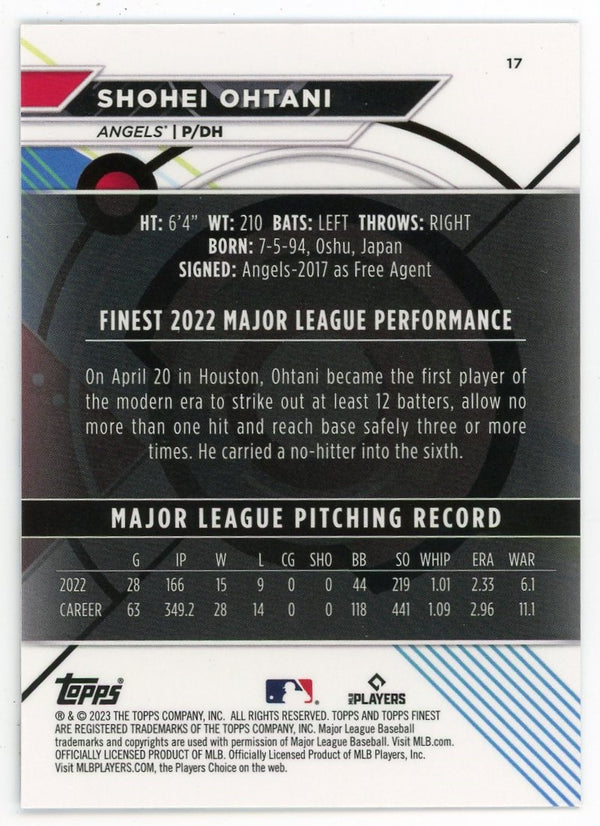 17
SHOHEI OHTANI
ANGELS® | P/DH
HT: 6'4" WT: 210 BATS: LEFT THROWS: RIGHT
BORN: 7-5-94, Oshu, Japan
SIGNED: Angels-2017 as Free Agent
FINEST 2022 MAJOR LEAGUE PERFORMANCE
On April 20 in Houston, Ohtani became the first player of
the modern era to strike out at least 12 batters, allow no
more than one hit and reach base safely three or more
times. He carried a no-hitter into the sixth.
MAJOR LEAGUE PITCHING RECORD
G IP W L CG SHO BB SO WHIP ERA WAR
2022 28 166 15 9 0 0 44 219 1.01 2.33 6.1
CAREER 63 349.2 28 14 0 0 118 441 1.09 2.96 11.1
TOPPS® ® MLB PLAYERS
® & © 2023 THE TOPPS COMPANY, INC. ALL RIGHTS RESERVED. TOPPS AND TOPPS FINEST
ARE REGISTERED TRADEMARKS OF THE TOPPS COMPANY, INC. Major League Baseball
trademarks and copyrights are used with permission of Major League Baseball. Visit MLB.com.
OFFICIALLY LICENSED PRODUCT OF MLB. Officially Licensed Product of MLB Players, Inc.
Visit MLBPLAYERS.COM, the Players Choice on the web.